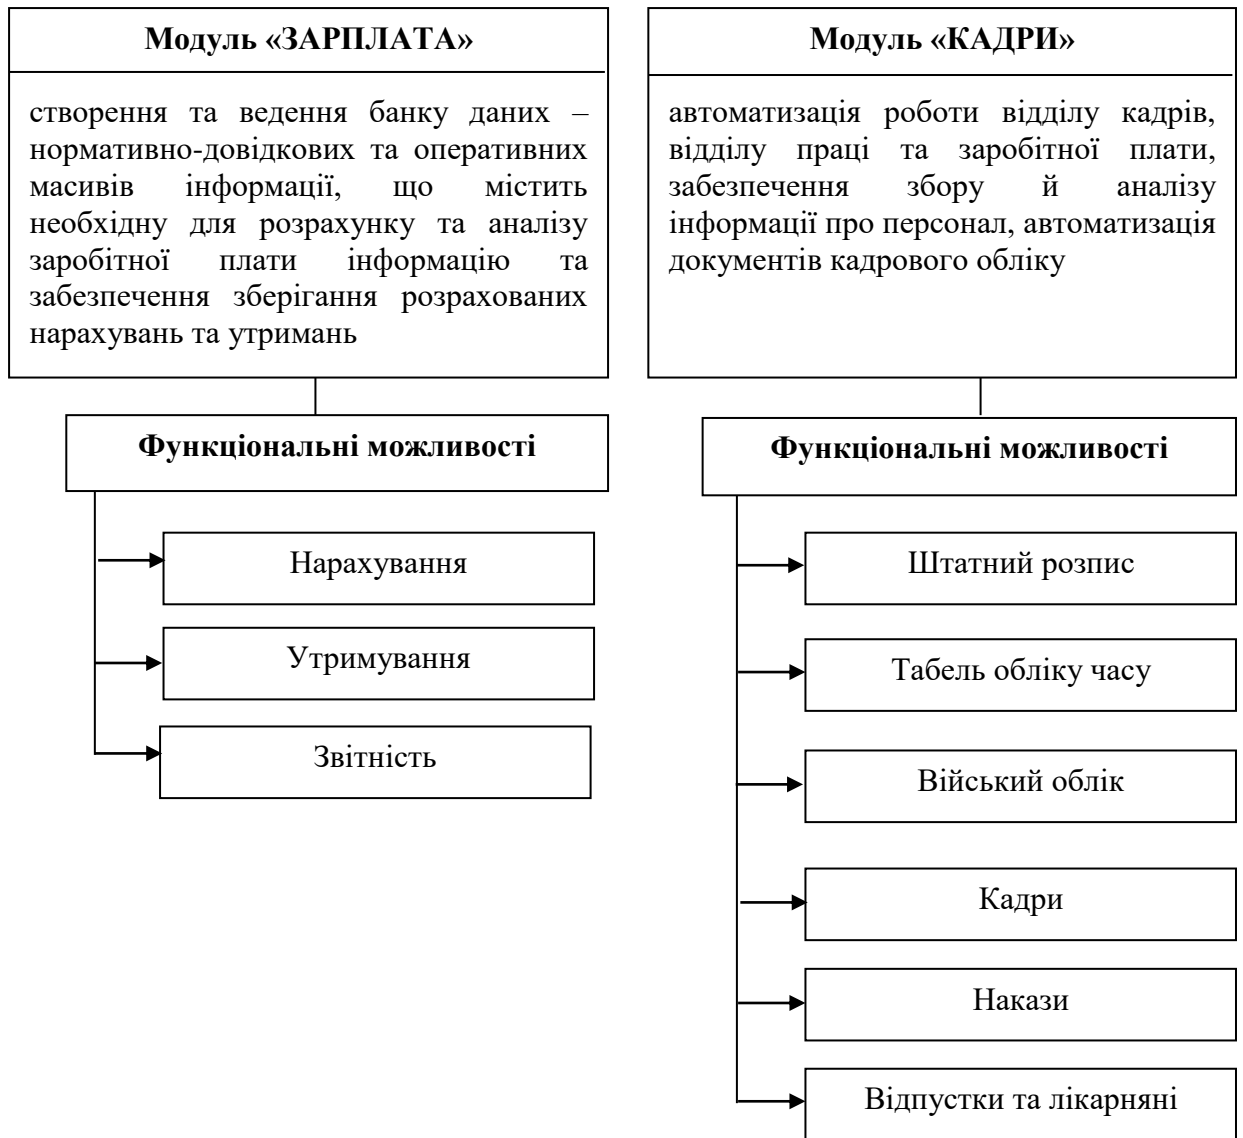 Модуль «ЗАРПЛАТА»
створення та ведення банку даних –
нормативно-довідкових та оперативних
масивів інформації, що містить
необхідну для розрахунку та аналізу
заробітної плати інформацію та
забезпечення зберігання розрахованих
нарахувань та утримань
Функціональні можливості
Нарахування
Утримування
Звітність
Модуль «КАДРИ»
автоматизація роботи відділу кадрів,
відділу праці та заробітної плати,
забезпечення збору й аналізу
інформації про персонал, автоматизація
документів кадрового обліку
Функціональні можливості
Штатний розпис
Табель обліку часу
Війський облік
Кадри
Накази
Відпустки та лікарняні